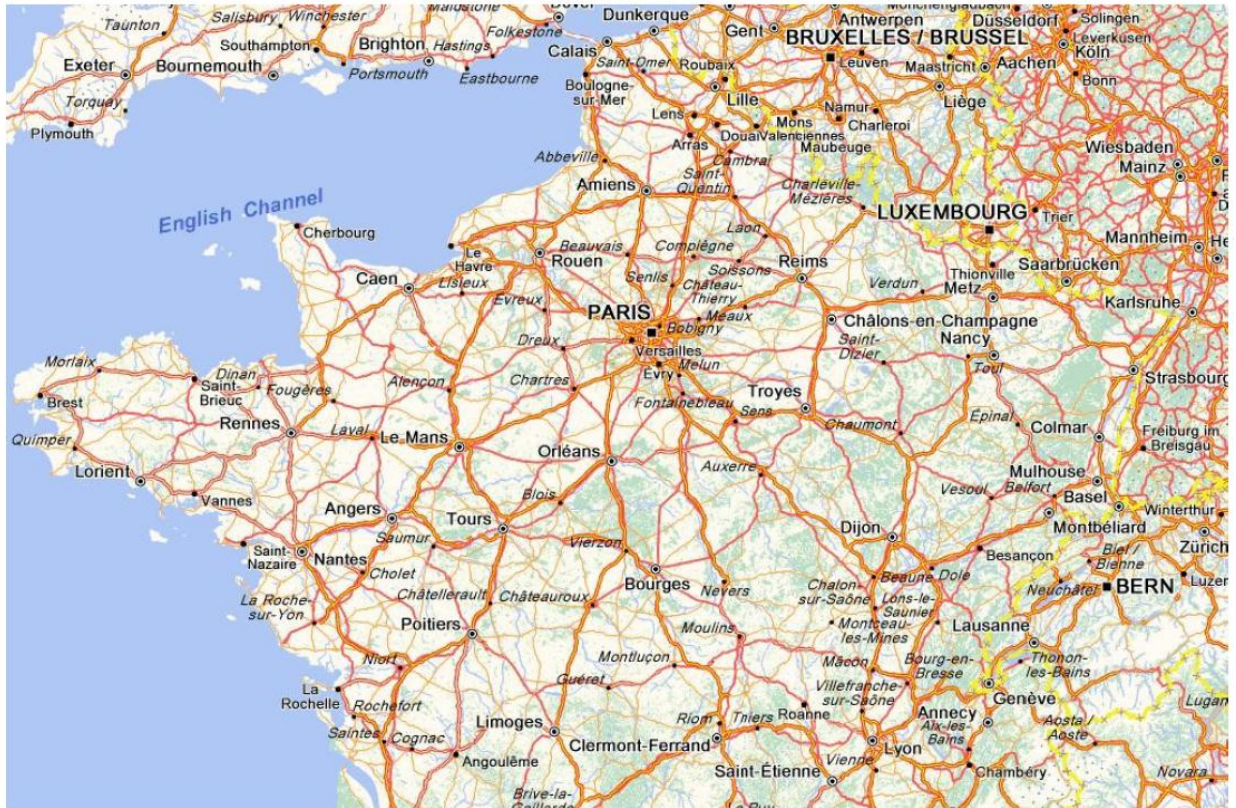 Taunton
Salisbury
Winchester
Maidstone
Dover
Dunkerque
Gent
Antwerpen
Mönchengladbach
Düsseldorf
Solingen
Leverkusen
Southampton
Brighton
Hastings
Folkestone
Calais
Saint-Omer
Roubaix
BRUXELLES / BRUSSEL
Leuven
Maastricht
Aachen
Köln
Bonn
Exeter
Bournemouth
Portsmouth
Eastbourne
Boulogne-
sur-Mer
Lille
Liège
Torquay
Plymouth
Lens
Douai
Valenciennes
Mons
Namur
Charleroi
Maubeuge
Arras
Cambrai
Wiesbaden
Mainz
Abbeville
Amiens
Saint-
Quentin
Charleville-
Mézières
LUXEMBOURG
Trier
English Channel
Cherbourg
Le
Havre
Rouen
Beauvais
Compiègne
Laon
Soissons
Reims
Mannheim
Saarbrücken
Thionville
Metz
Caen
Lisieux
Evreux
Senlis
Château-
Thierry
Meaux
Verdun
Karlsruhe
PARIS
Bobigny
Châlons-en-Champagne
Nancy
Versailles
Dreux
Évry
Melun
Saint-
Dizier
Toul
Strasbourg
Morlaix
Dinan
Saint-
Brieuc
Fougères
Alençon
Chartres
Fontainebleau
Troyes
Brest
Sens
Chaumont
Épinal
Colmar
Freiburg im
Breisgau
Quimper
Rennes
Laval
Le Mans
Orléans
Auxerre
Lorient
Vannes
Mulhouse
Belfort
Vesoul
Basel
Blois
Angers
Tours
Saumur
Dijon
Montbéliard
Winterthur
Zürich
Saint-
Nazaire
Nantes
Cholet
Vierzon
Bourges
Besançon
Biel /
Bienne
Neuchâtel
BERN
Luzer
La Roche-
sur-Yon
Châtellerault
Châteauroux
Nevers
Chalon-
sur-Saône
Beaune
Dole
Lons-le-
Saunier
Poitiers
Moulins
Montceau-
les-Mines
Lausanne
Niort
Montluçon
Guéret
Mâcon
Bourg-en-
Bresse
Thonon-
les-Bains
La
Rochelle
Rochefort
Villefranche-
sur-Saône
Genève
Lugan
Saintes
Cognac
Limoges
Riom
Thiers
Roanne
Annecy
Aix-les-
Bains
Aosta /
Aoste
Angoulême
Clermont-Ferrand
Lyon
Vienne
Chambéry
Saint-Étienne
Novara
Brive-la-
Gaillarde
Le Puy